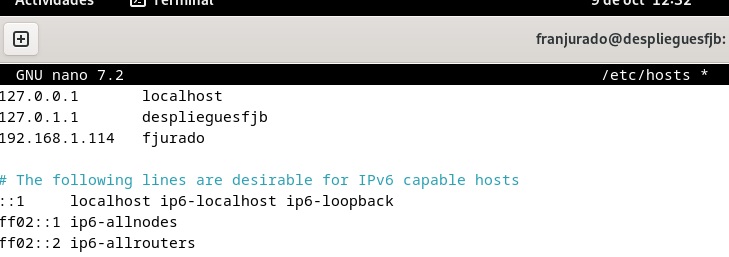 Actividades Terminal 9 de oct 12:32
franjurado@desplieguesfjb:
GNU nano 7.2 /etc/hosts *
127.0.0.1 localhost
127.0.1.1 desplieguesfjb
192.168.1.114 fjurado
# The following lines are desirable for IPv6 capable hosts
::1 localhost ip6-localhost ip6-loopback
ff02::1 ip6-allnodes
ff02::2 ip6-allrouters